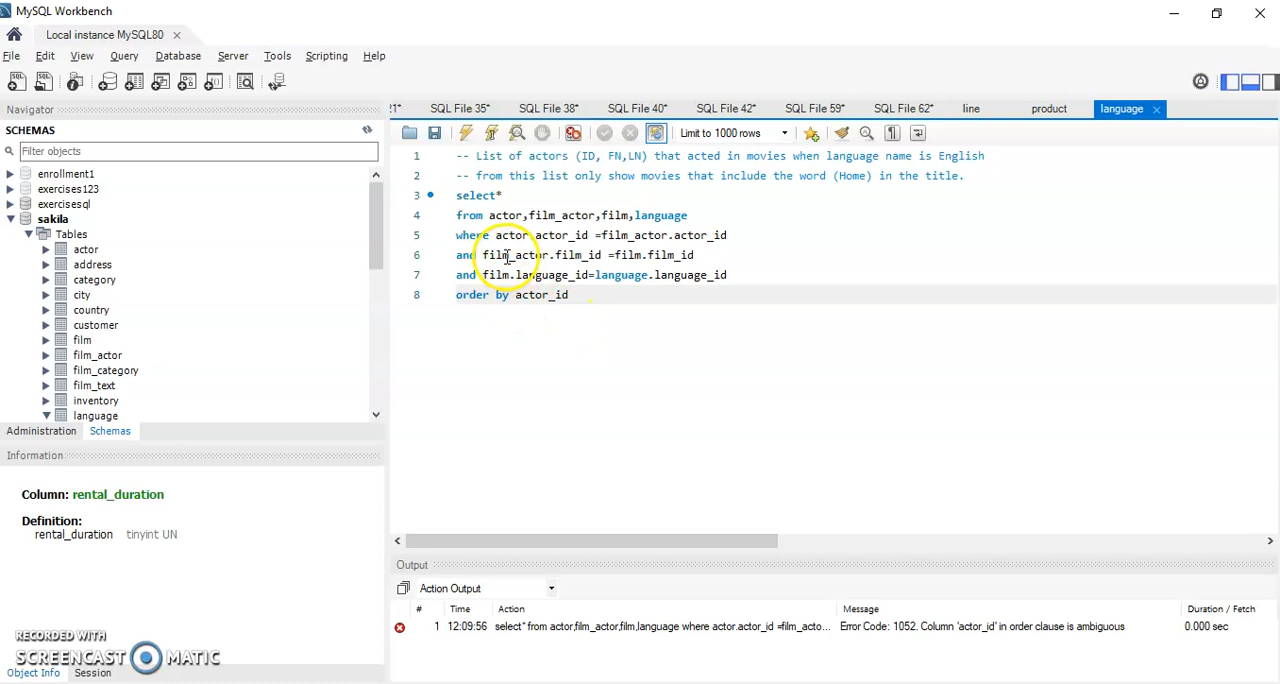 MySQL Workbench
Local instance MySQL80
File Edit View Query Database Server Tools Scripting Help
Navigator
SCHEMAS
Filter objects
enrollment1
exercises123
exercisesql
sakila
Tables
actor
address
category
city
country
customer
film
film_actor
film_category
film_text
inventory
language
Administration Schemas
Information
Column: rental_duration
Definition:
rental_duration tinyint UN
RECORDED WITH
SCREENCAST MATIC
Object Info Session
1* SQL File 35* SQL File 38* SQL File 40* SQL File 42* SQL File 59* SQL File 62* line product language
Limit to 1000 rows
1 -- List of actors (ID, FN,LN) that acted in movies when language name is English
2 -- from this list only show movies that include the word (Home) in the title.
3 select*
4 from actor,film_actor,film,language
5 where actor.actor_id =film_actor.actor_id
6 and film_actor.film_id =film.film_id
7 and film.language_id=language.language_id
8 order by actor_id
Output
Action Output
# Time Action Message Duration / Fetch
1 12:09:56 select* from actor,film_actor,film,language where actor.actor_id =film_acto... Error Code: 1052. Column 'actor_id' in order clause is ambiguous 0.000 sec